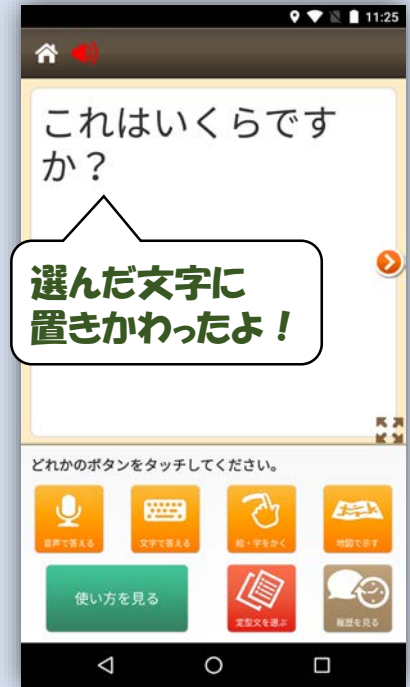 11:25
これはいくらです
か？
選んだ文字に
置きかわったよ！
どれかのボタンをタッチしてください。
音声で答える 文字で答える 絵・字をかく 地図で示す
使い方を見る 定型文を選ぶ 履歴を見る